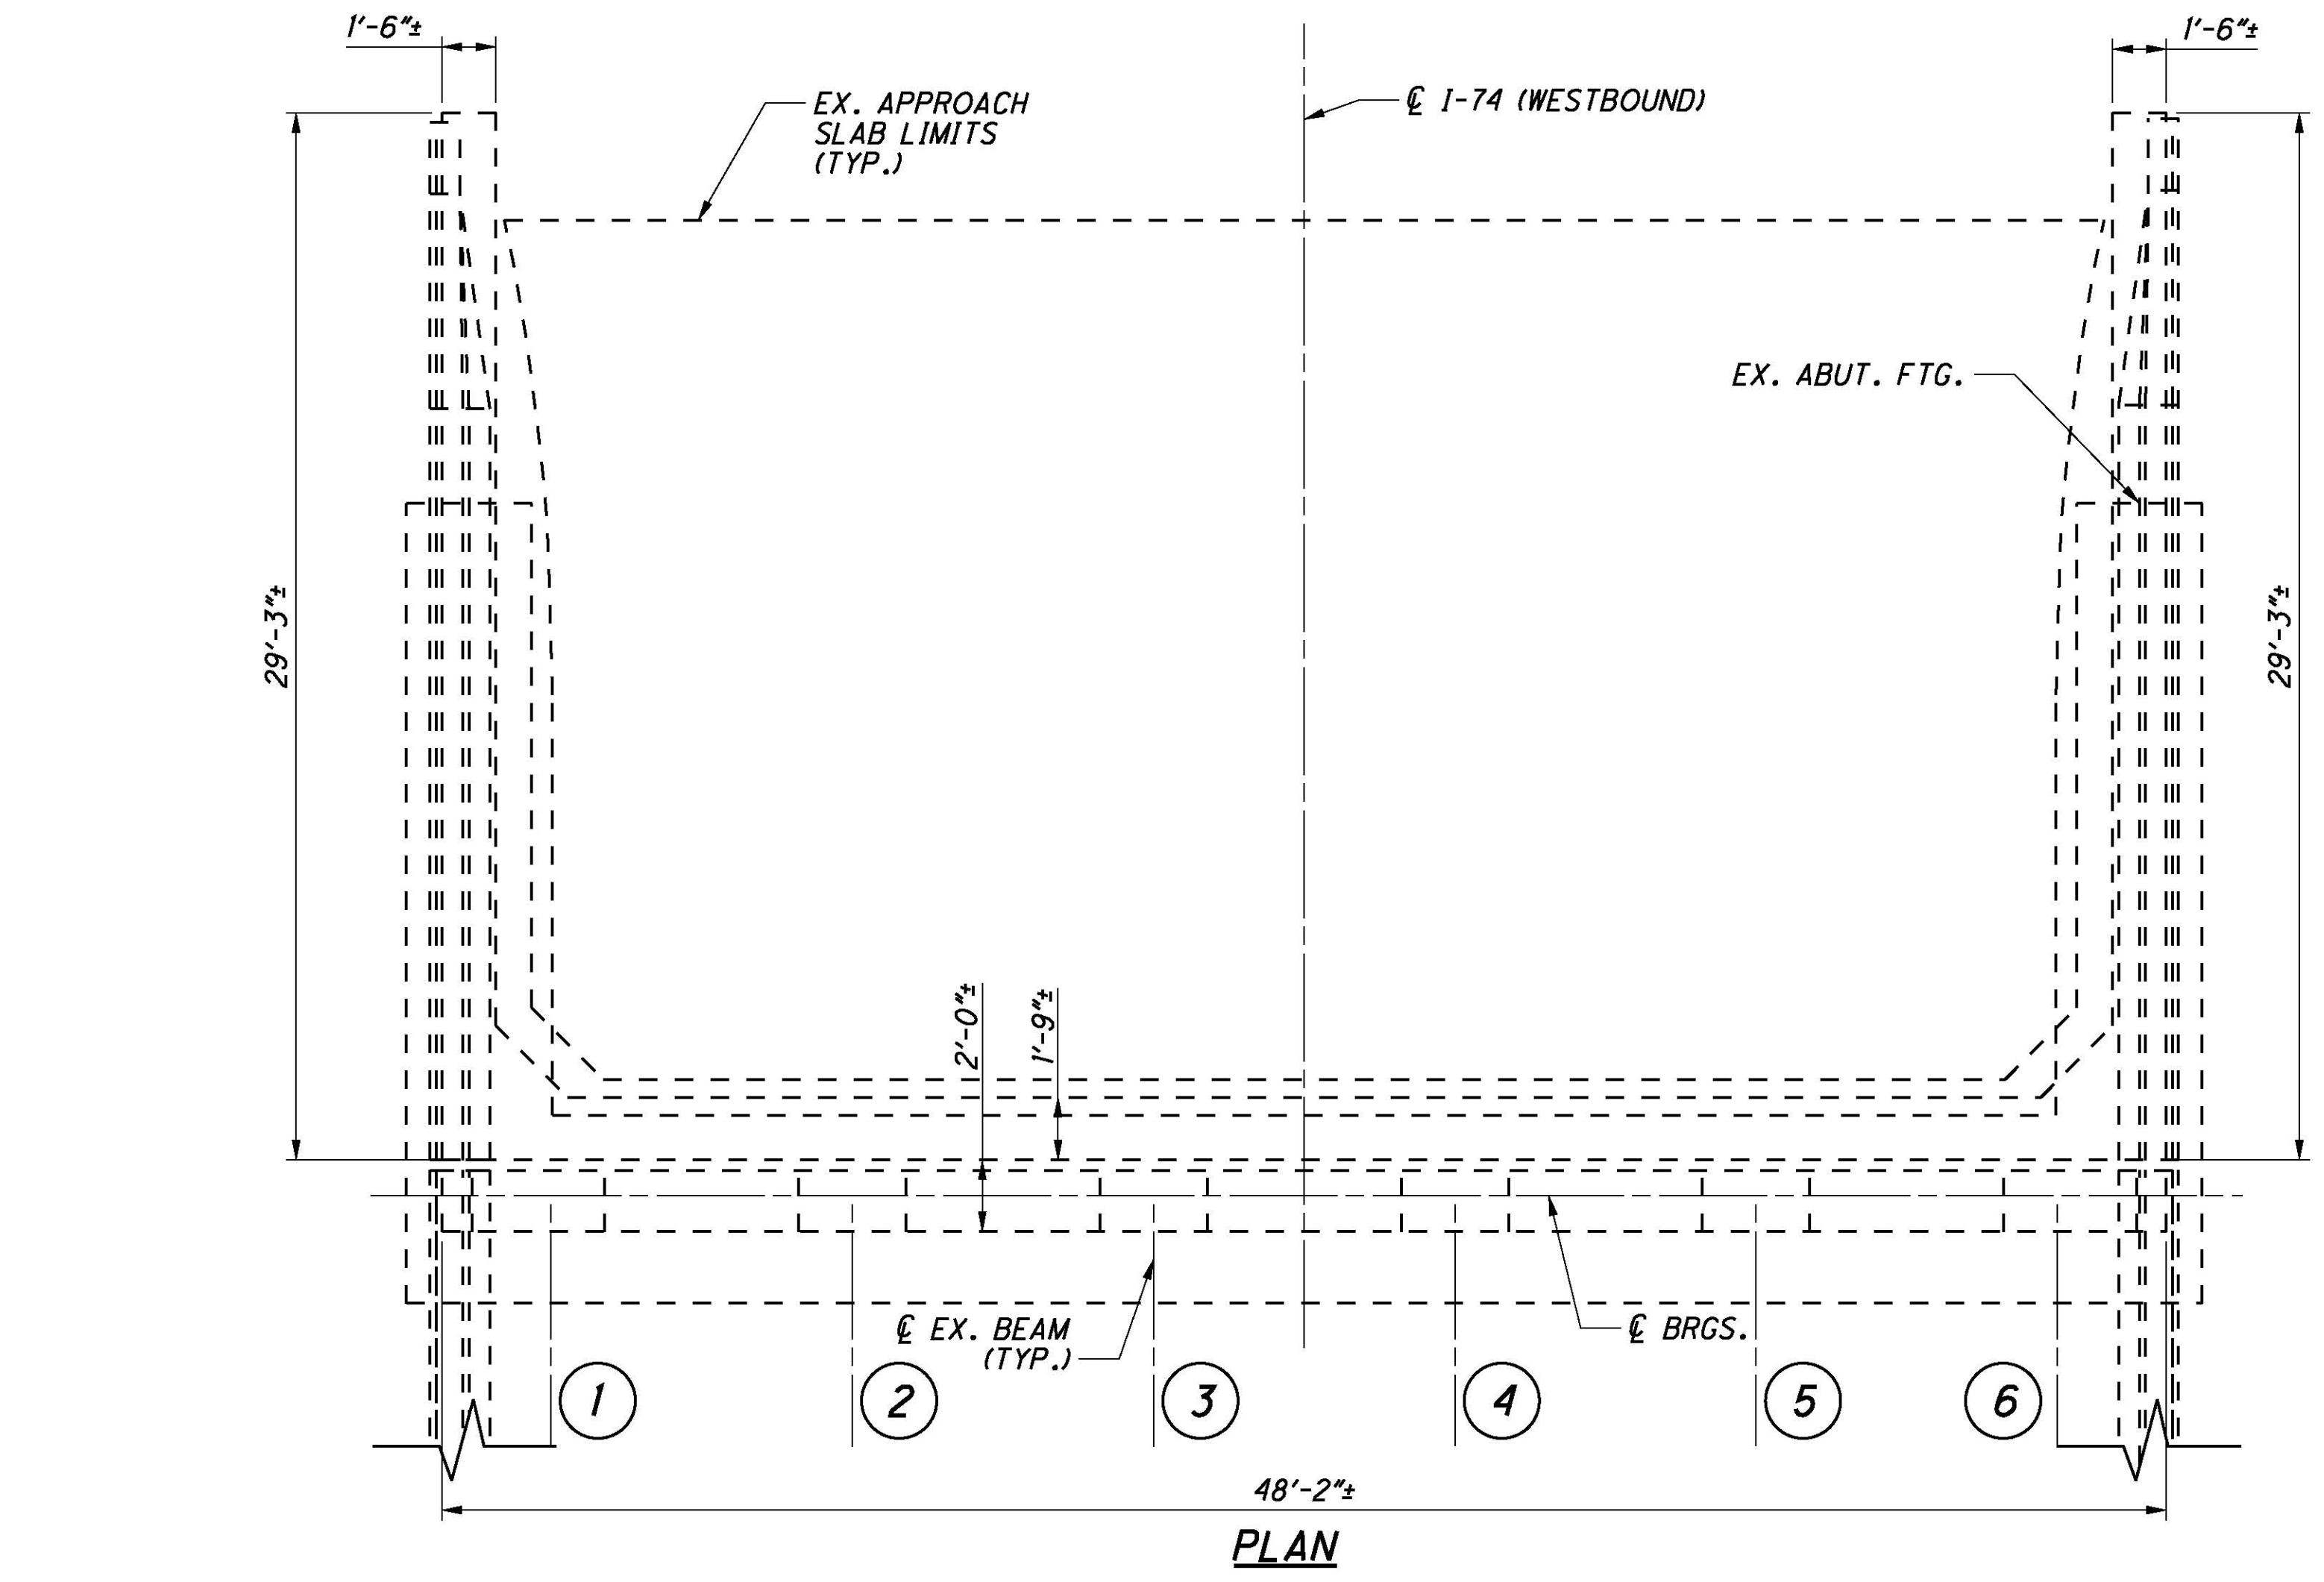 1'-6"±
1'-6"±
EX. APPROACH
SLAB LIMITS
(TYP.)
℄ I-74 (WESTBOUND)
EX. ABUT. FTG.
29'-3"±
29'-3"±
2'-0"±
1'-9"±
℄ EX. BEAM
(TYP.)
℄ BRGS.
1
2
3
4
5
6
48'-2"±
PLAN